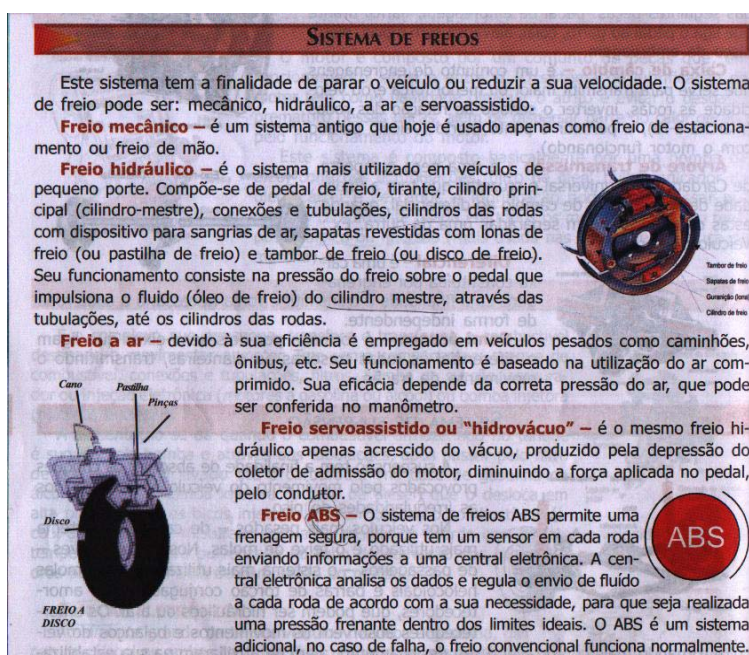 SISTEMA DE FREIOS
Este sistema tem a finalidade de parar o veículo ou reduzir a sua velocidade. O sistema
de freio pode ser: mecânico, hidráulico, a ar e servoassistido.
Freio mecânico – é um sistema antigo que hoje é usado apenas como freio de estaciona-
mento ou freio de mão.
Freio hidráulico – é o sistema mais utilizado em veículos de
pequeno porte. Compõe-se de pedal de freio, tirante, cilindro prin-
cipal (cilindro-mestre), conexões e tubulações, cilindros das rodas
com dispositivo para sangrias de ar, sapatas revestidas com lonas de
freio (ou pastilha de freio) e tambor de freio (ou disco de freio).
Seu funcionamento consiste na pressão do freio sobre o pedal que
impulsiona o fluido (óleo de freio) do cilindro mestre, através das
tubulações, até os cilindros das rodas.
Tambor de freio
Sapatas de freio
Guranição (lona)
Cilindro de freio
Freio a ar – devido à sua eficiência é empregado em veículos pesados como caminhões,
ônibus, etc. Seu funcionamento é baseado na utilização do ar com-
primido. Sua eficácia depende da correta pressão do ar, que pode
ser conferida no manômetro.
Freio servoassistido ou “hidrovácuo” – é o mesmo freio hi-
dráulico apenas acrescido do vácuo, produzido pela depressão do
coletor de admissão do motor, diminuindo a força aplicada no pedal,
pelo condutor.
Freio ABS – O sistema de freios ABS permite uma
frenagem segura, porque tem um sensor em cada roda
enviando informações a um central eletrônica. A cen-
tral eletrônica analisa os dados e regula o envio de fluído
a cada roda de acordo com a sua necessidade, para que seja realizada
uma pressão frenante dentro dos limites ideais. O ABS é um sistema
adicional, no caso de falha, o freio convencional funciona normalmente.
ABS
Cano
Pastilha
Pinças
Disco
FREIO A
DISCO